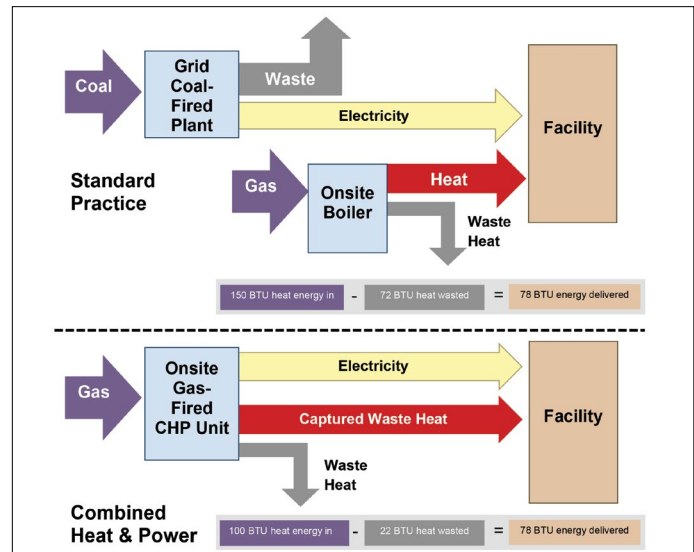 Coal
Grid
Coal-
Fired
Plant
Waste
Electricity
Facility
Standard
Practice
Gas
Onsite
Boiler
Heat
Waste
Heat
150 BTU heat energy in - 72 BTU heat wasted = 78 BTU energy delivered
Gas
Onsite
Gas-
Fired
CHP Unit
Electricity
Captured Waste Heat
Facility
Waste
Heat
Combined
Heat & Power
100 BTU heat energy in - 22 BTU heat wasted = 78 BTU energy delivered